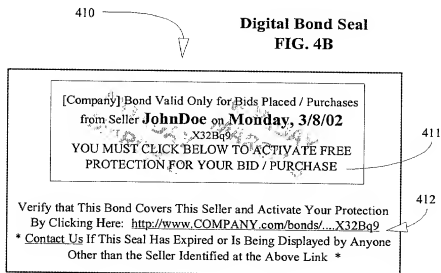 410
Digital Bond Seal
FIG. 4B
[Company] Bond Valid Only for Bids Placed / Purchases
from Seller JohnDoe on Monday, 3/8/02
X32Bq9
YOU MUST CLICK BELOW TO ACTIVATE FREE
PROTECTION FOR YOUR BID / PURCHASE
411
412
Verify that This Bond Covers This Seller and Activate Your Protection
By Clicking Here: http://www.COMPANY.com/bonds/....X32Bq9
* Contact Us If This Seal Has Expired or Is Being Displayed by Anyone
Other than the Seller Identified at the Above Link *